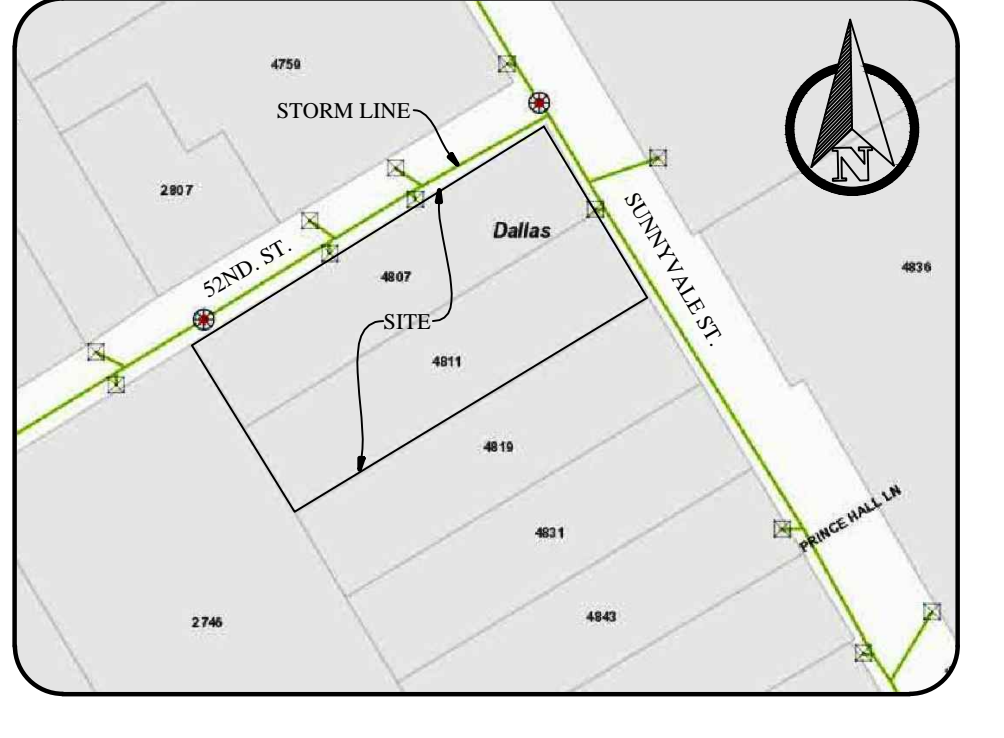 4759
STORM LINE
N
2807
SUNNYVALE ST.
Dallas
52ND. ST.
4807
4836
SITE
4811
4819
PRINCE HALL LN
4831
2746
4843